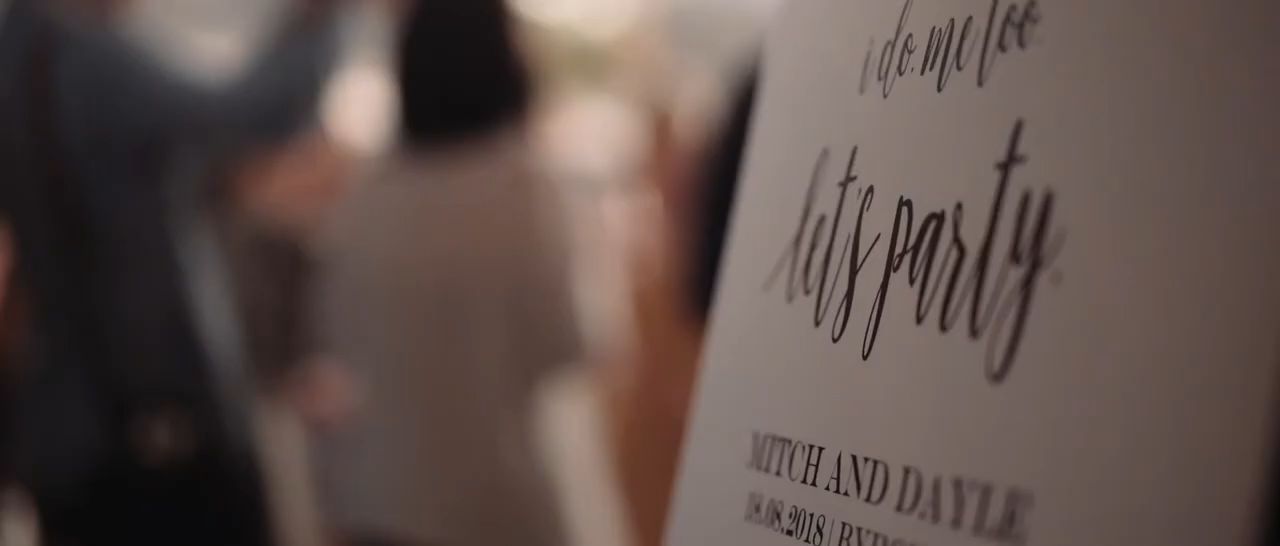 i do. me too.
let's party.
MITCH AND DAYLE
18.08.2018 |